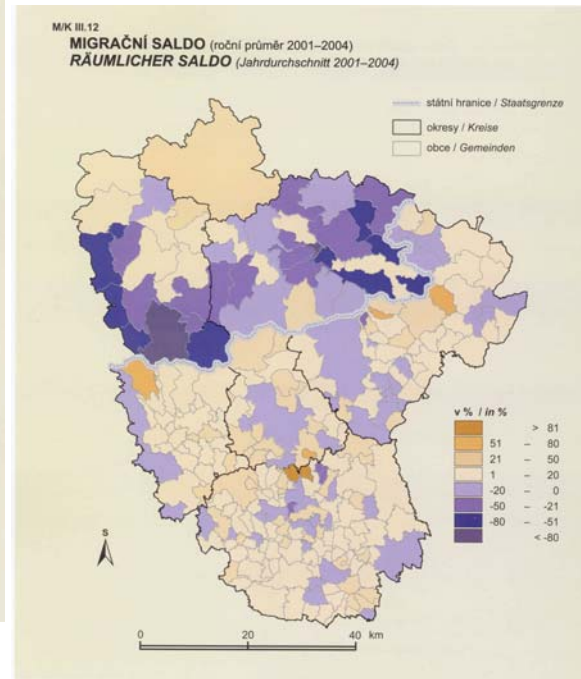 M/K III.12
MIGRAČNÍ SALDO (roční průměr 2001–2004)
RÄUMLICHER SALDO (Jahrdurchschnitt 2001–2004)
státní hranice / Staatsgrenze
okresy / Kreise
obce / Gemeinden
v % / in %
> 81
51 – 80
21 – 50
1 – 20
-20 – 0
-50 – -21
-80 – -51
< -80
S
0 20 40 km